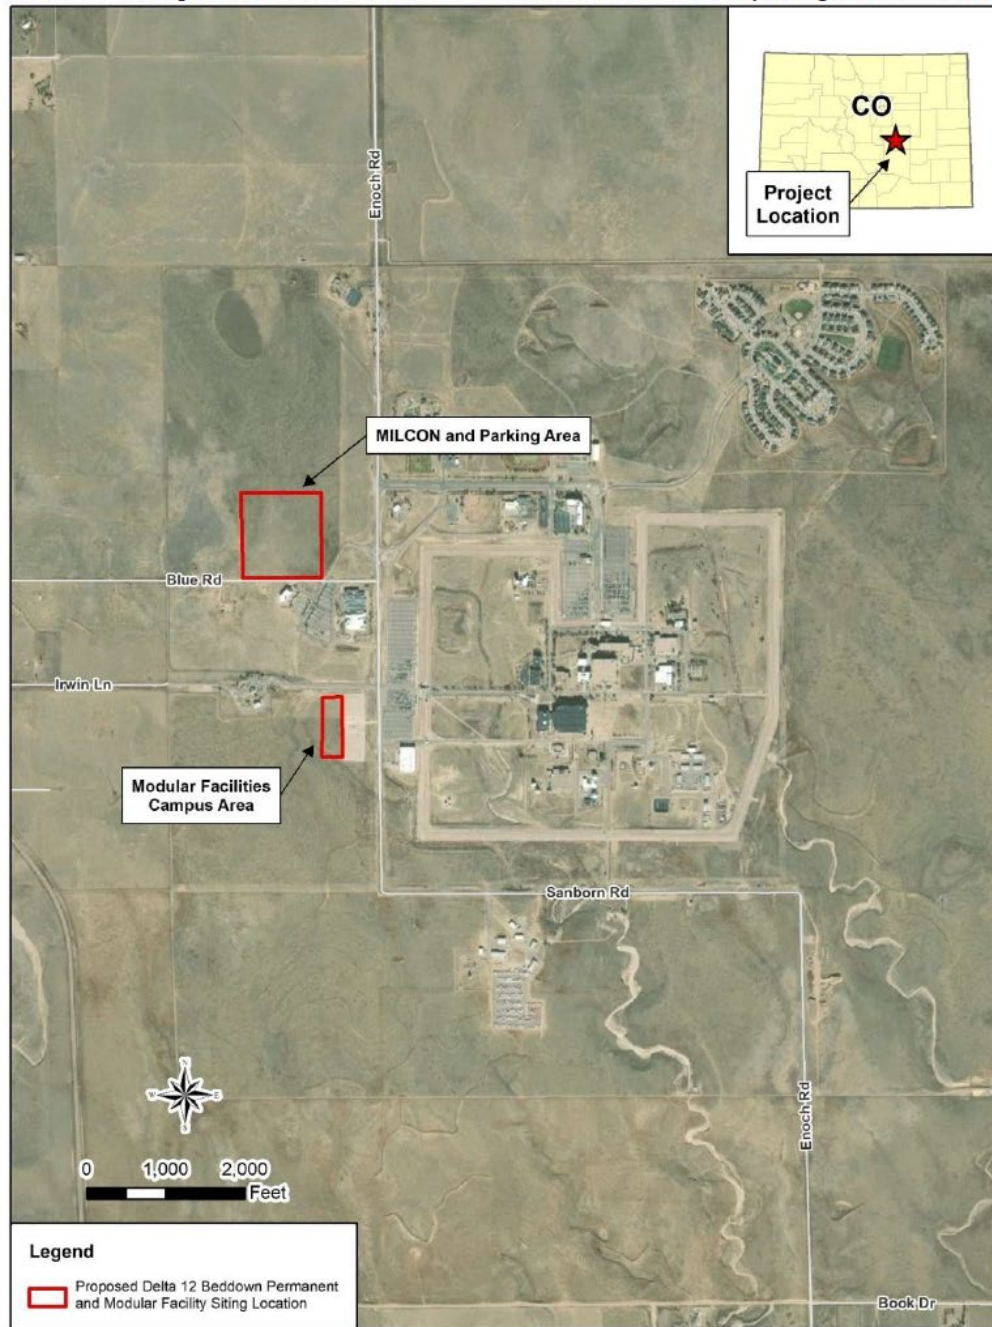 CO
Project
Location
Enoch Rd
MILCON and Parking Area
Blue Rd
Irwin Ln
Modular Facilities
Campus Area
Sanborn Rd
Enoch Rd
N
W E
S
0 1,000 2,000
Feet
Legend
Proposed Delta 12 Beddown Permanent
and Modular Facility Siting Location
Book Dr